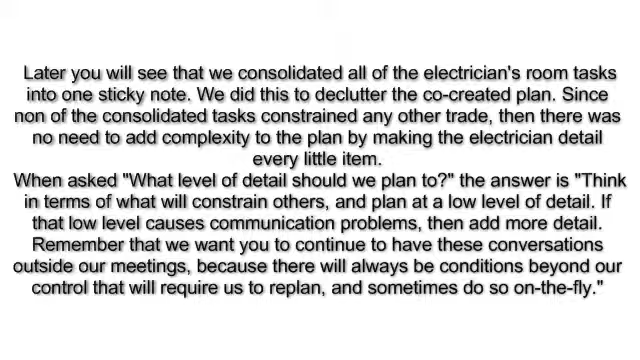 Later you will see that we consolidated all of the electrician's room tasks
into one sticky note. We did this to declutter the co-created plan. Since
non of the consolidated tasks constrained any other trade, then there was
no need to add complexity to the plan by making the electrician detail
every little item.
When asked "What level of detail should we plan to?" the answer is "Think
in terms of what will constrain others, and plan at a low level of detail. If
that low level causes communication problems, then add more detail.
Remember that we want you to continue to have these conversations
outside our meetings, because there will always be conditions beyond our
control that will require us to replan, and sometimes do so on-the-fly."